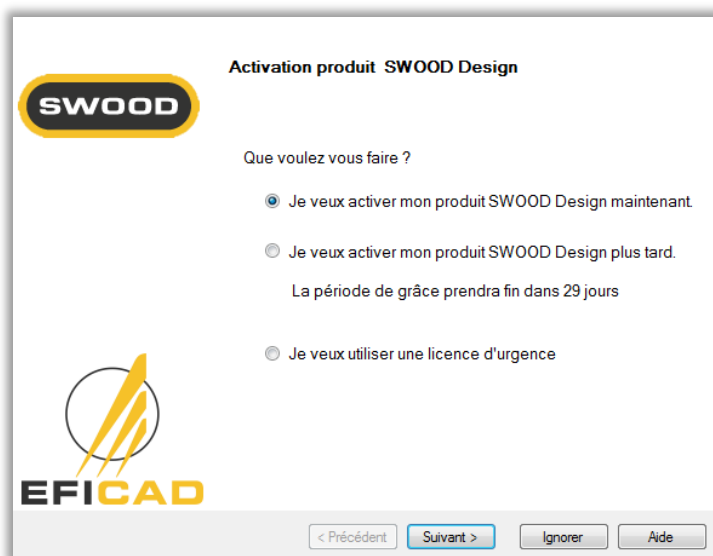 Activation produit SWOOD Design
SWOOD
Que voulez vous faire ?
Je veux activer mon produit SWOOD Design maintenant.
Je veux activer mon produit SWOOD Design plus tard.
La période de grâce prendra fin dans 29 jours
Je veux utiliser une licence d'urgence
EFICAD
< Précédent Suivant > Ignorer Aide